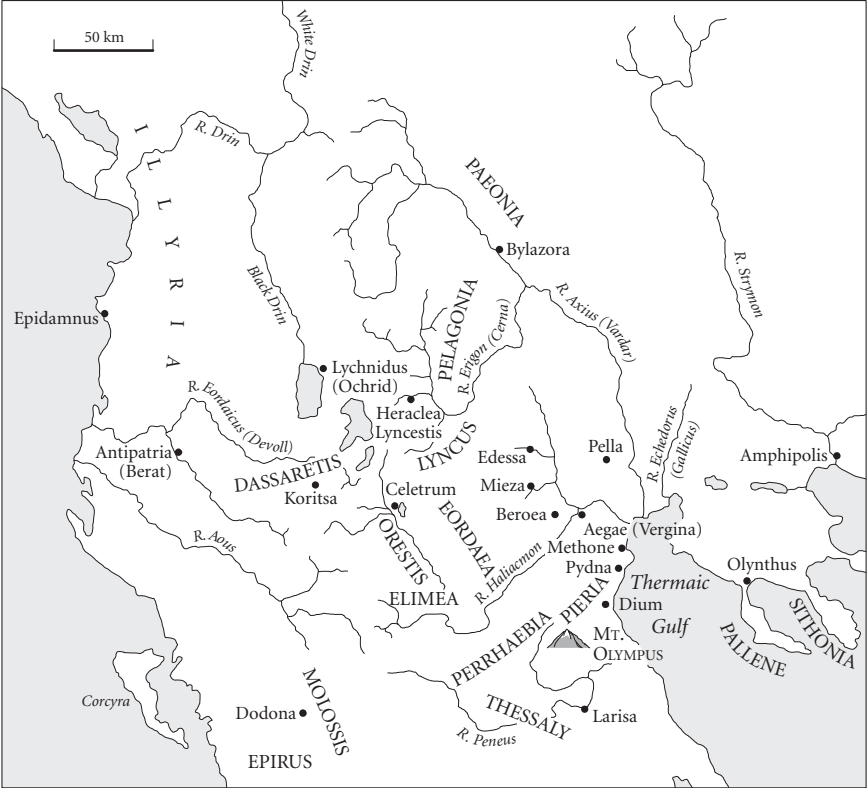 50 km
White Drin
ILLYRIA
R. Drin
PAEONIA
Bylazora
Black Drin
PELAGONIA
R. Erigon (Cerna)
R. Axius (Vardar)
R. Strymon
Epidamnus
Lychnidus
(Ochrid)
R. Eordaicus (Devoll)
Heraclea
Lyncestis
LYNCUS
R. Echedorus
(Gallicus)
Antipatria
(Berat)
DASSARETIS
Koritsa
Edessa
Pella
Amphipolis
Celetrum
Mieza
EORDAEA
Beroea
Aegae (Vergina)
R. Aous
ORESTIS
R. Haliacmon
Methone
Pydna
Olynthus
Thermaic
Gulf
ELIMEA
PIERIA
Dium
SITHONIA
PALLENE
PERRHAEBIA
MT.
OLYMPUS
Corcyra
Dodona
MOLOSSIS
THESSALY
Larisa
R. Peneus
EPIRUS